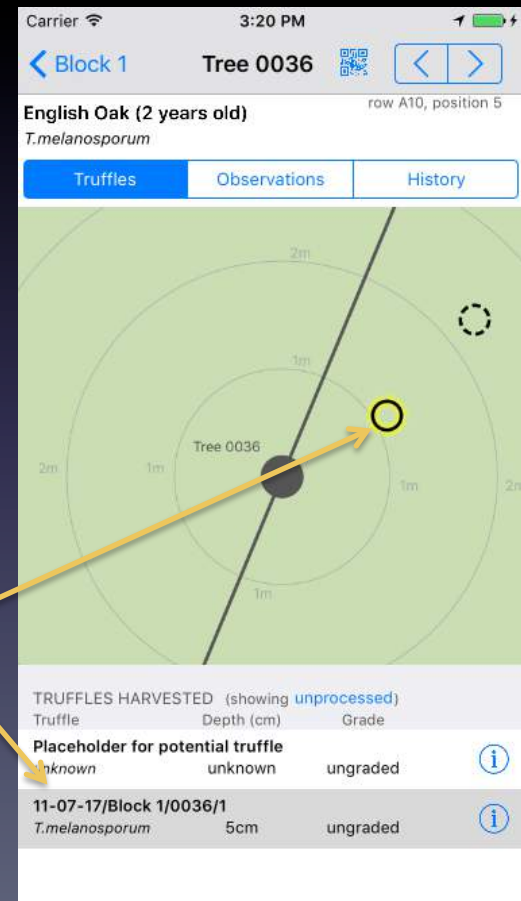 Carrier 3:20 PM
Block 1 Tree 0036
English Oak (2 years old) row A10, position 5
T.melanosporum
Truffles Observations History
2m
1m
Tree 0036
2m 1m 1m 2m
1m
TRUFFLES HARVESTED (showing unprocessed)
Truffle Depth (cm) Grade
Placeholder for potential truffle
unknown unknown ungraded
11-07-17/Block 1/0036/1
T.melanosporum 5cm ungraded